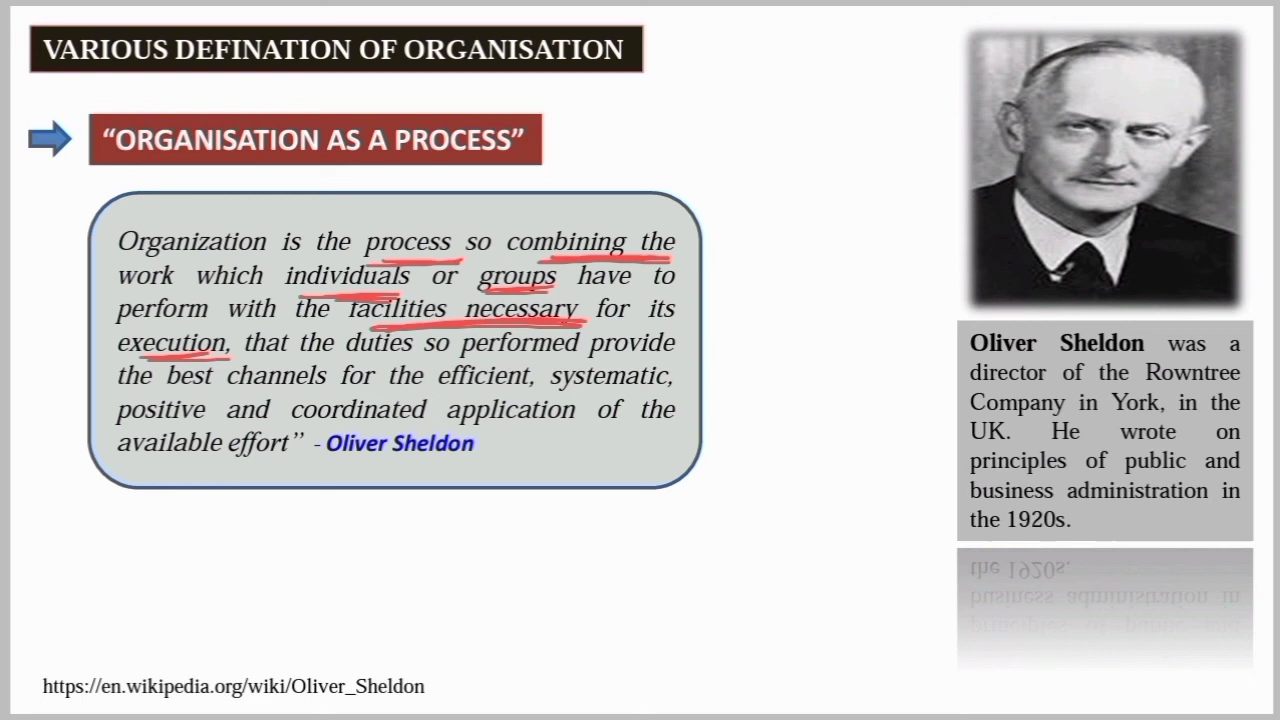 VARIOUS DEFINATION OF ORGANISATION
“ORGANISATION AS A PROCESS”
Organization is the process so combining the
work which individuals or groups have to
perform with the facilities necessary for its
execution, that the duties so performed provide
the best channels for the efficient, systematic,
positive and coordinated application of the
available effort” - Oliver Sheldon
Oliver Sheldon was a
director of the Rowntree
Company in York, in the
UK. He wrote on
principles of public and
business administration in
the 1920s.
https://en.wikipedia.org/wiki/Oliver_Sheldon